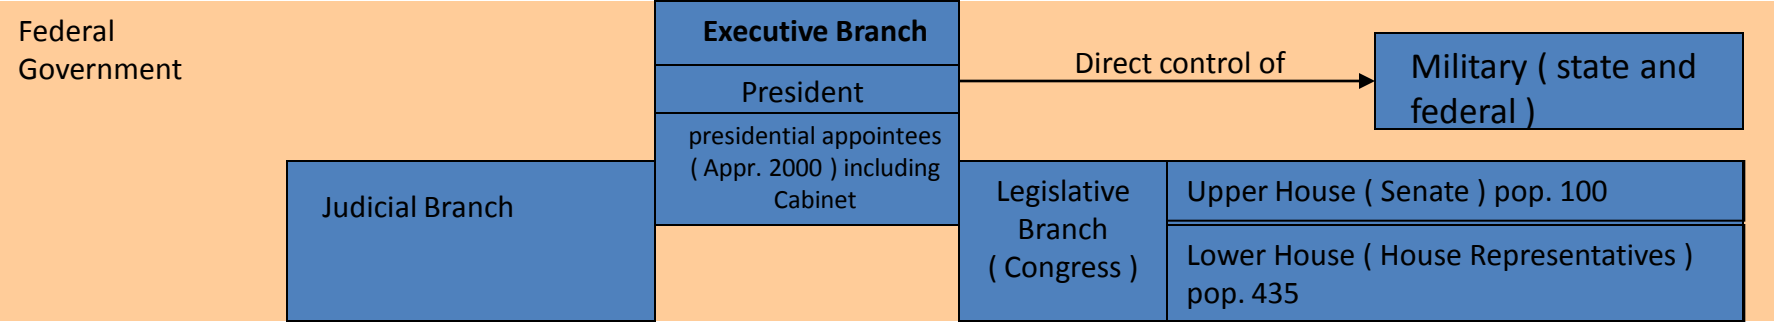 Federal
Government
Executive Branch
President
presidential appointees
( Appr. 2000 ) including
Cabinet
Direct control of
Military ( state and
federal )
Judicial Branch
Legislative
Branch
( Congress )
Upper House ( Senate ) pop. 100
Lower House ( House Representatives )
pop. 435